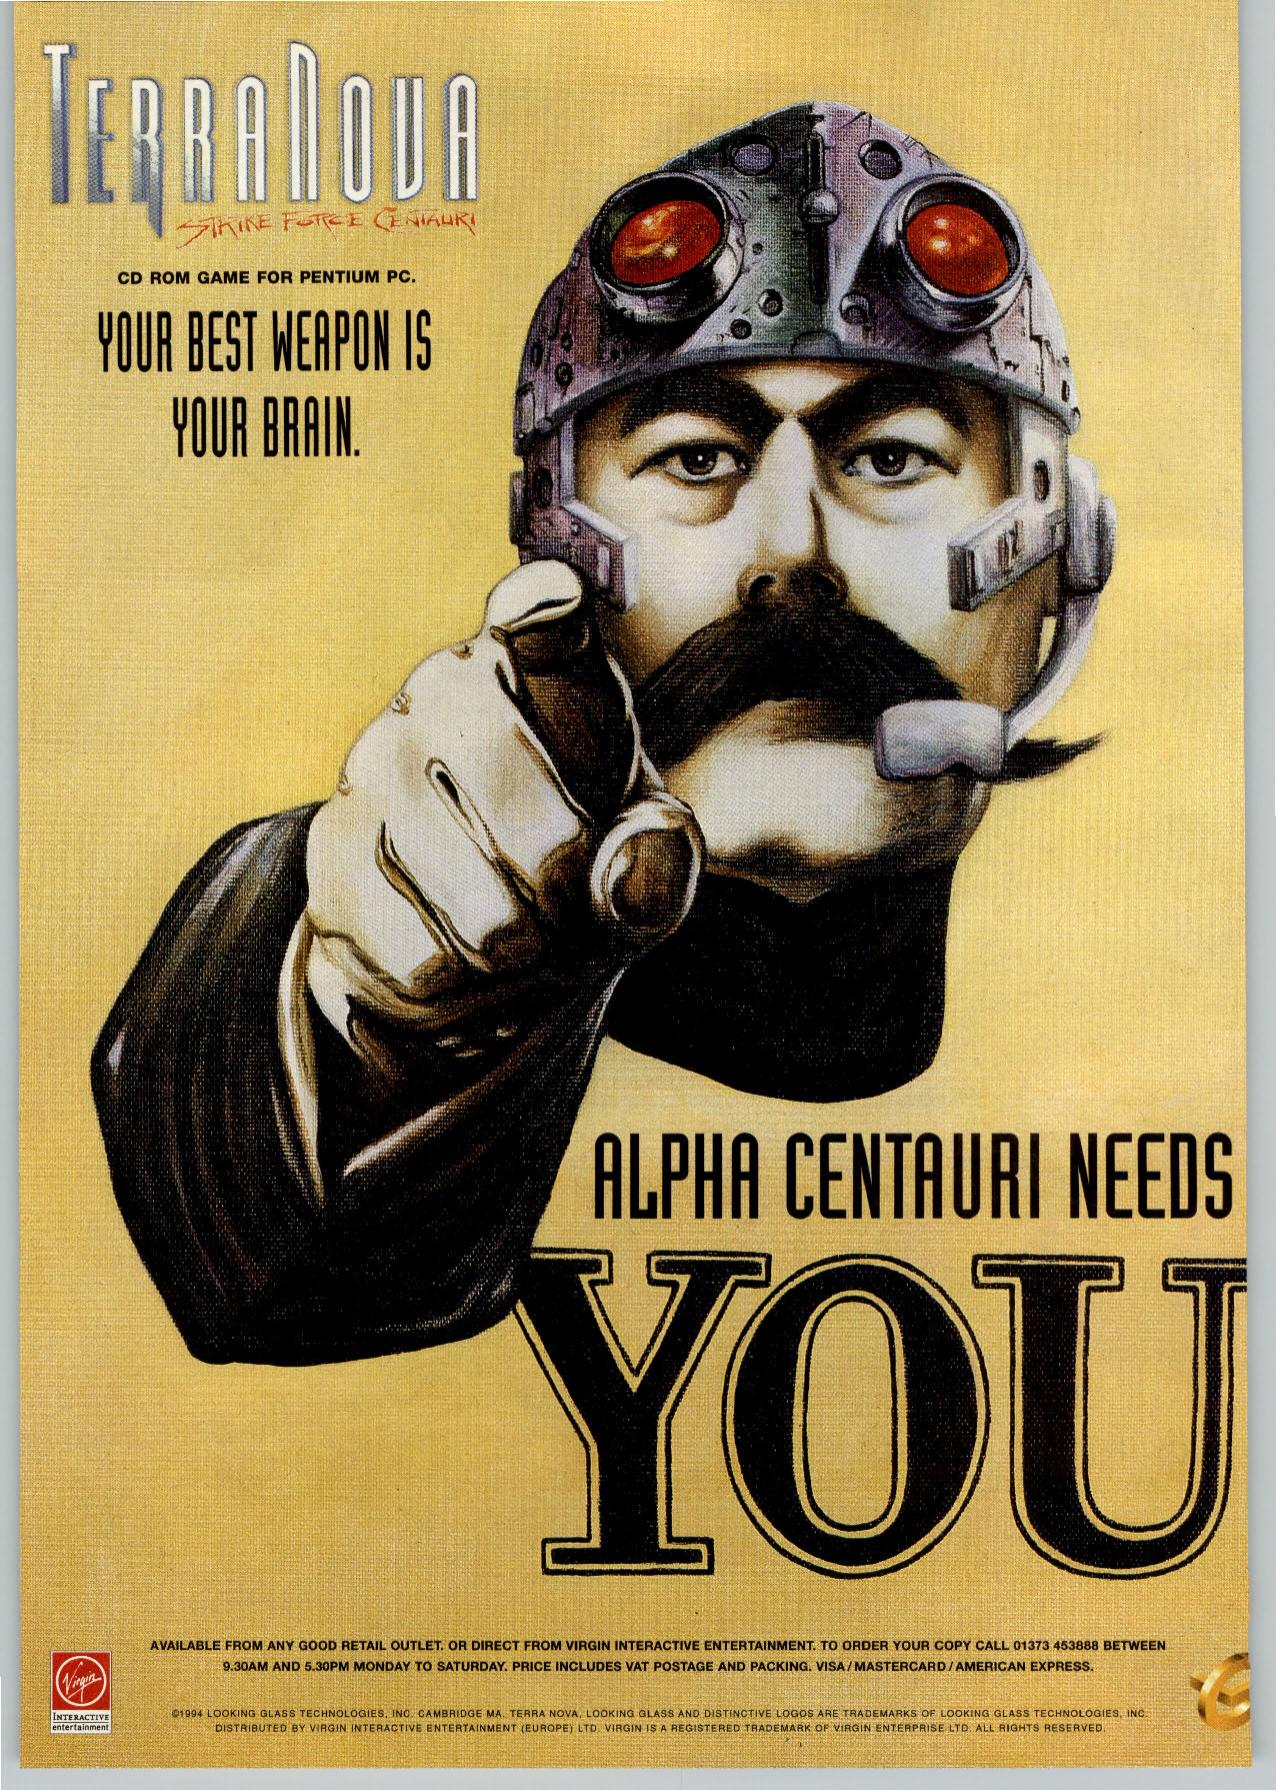 TERRANOVA
STRIKE FORCE CENTAURI
CD ROM GAME FOR PENTIUM PC.
YOUR BEST WEAPON IS
YOUR BRAIN.
02
ALPHA CENTAURI NEEDS
YOU
AVAILABLE FROM ANY GOOD RETAIL OUTLET. OR DIRECT FROM VIRGIN INTERACTIVE ENTERTAINMENT. TO ORDER YOUR COPY CALL 01373 453888 BETWEEN
9.30AM AND 5.30PM MONDAY TO SATURDAY. PRICE INCLUDES VAT POSTAGE AND PACKING. VISA/MASTERCARD/AMERICAN EXPRESS.
Virgin
INTERACTIVE
entertainment
©1994 LOOKING GLASS TECHNOLOGIES, INC. CAMBRIDGE MA. TERRA NOVA, LOOKING GLASS AND DISTINCTIVE LOGOS ARE TRADEMARKS OF LOOKING GLASS TECHNOLOGIES, INC.
DISTRIBUTED BY VIRGIN INTERACTIVE ENTERTAINMENT (EUROPE) LTD. VIRGIN IS A REGISTERED TRADEMARK OF VIRGIN ENTERPRISE LTD. ALL RIGHTS RESERVED.